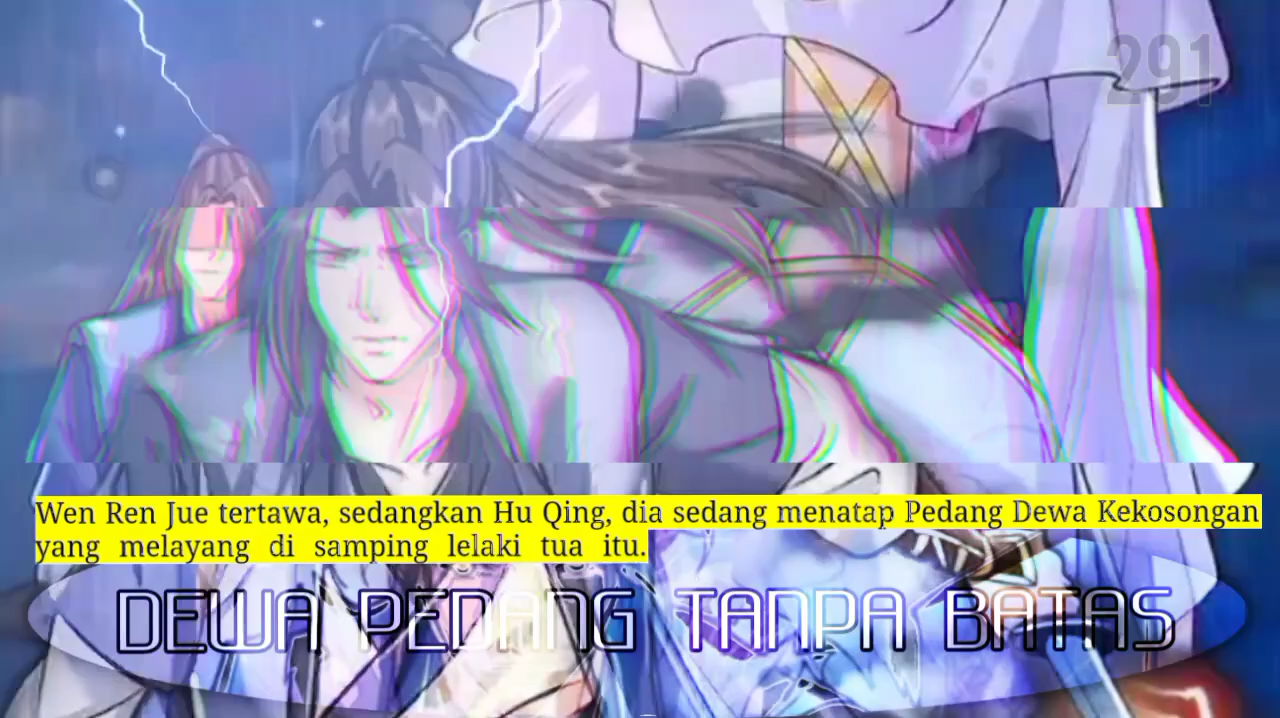 291
Wen Ren Jue tertawa, sedangkan Hu Qing, dia sedang menatap Pedang Dewa Kekosongan
yang melayang di samping lelaki tua itu.
DEWA PEDANG TANPA BATAS